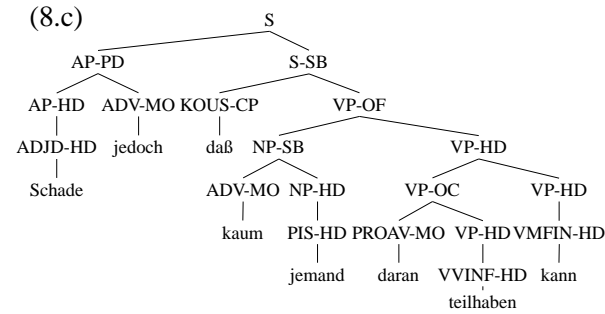 (8.c)
S
AP-PD S-SB
AP-HD ADV-MO KOUS-CP VP-OF
ADJD-HD jedoch daß NP-SB VP-HD
Schade ADV-MO NP-HD VP-OC VP-HD
kaum PIS-HD PROAV-MO VP-HD VMFIN-HD
jemand daran VVINF-HD kann
teilhaben